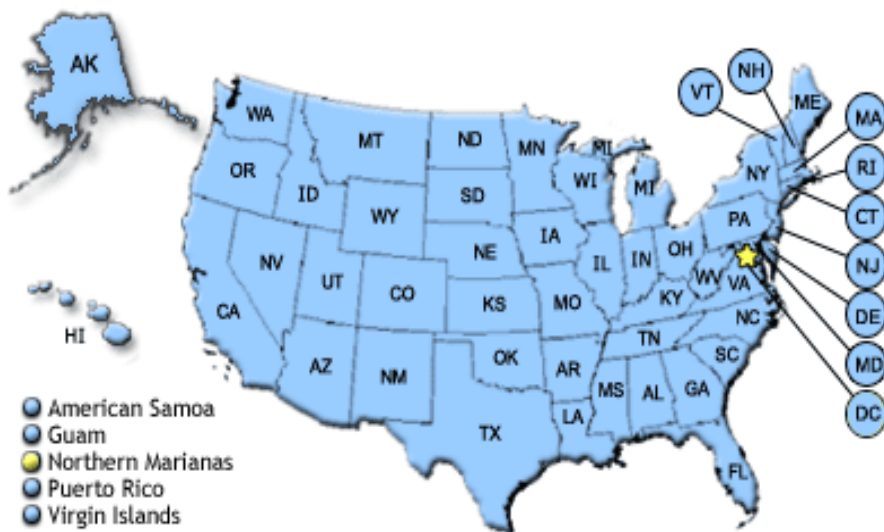 AK
WA
MT
ND
MN
MI
ME
NH
VT
MA
OR
ID
SD
WI
MI
NY
RI
WY
CT
IA
PA
NE
NV
UT
IL
IN
OH
NJ
CA
CO
WV
VA
KS
MO
KY
DE
HI
NC
TN
OK
AZ
NM
AR
SC
MD
MS
AL
GA
DC
LA
TX
FL
American Samoa
Guam
Northern Marianas
Puerto Rico
Virgin Islands